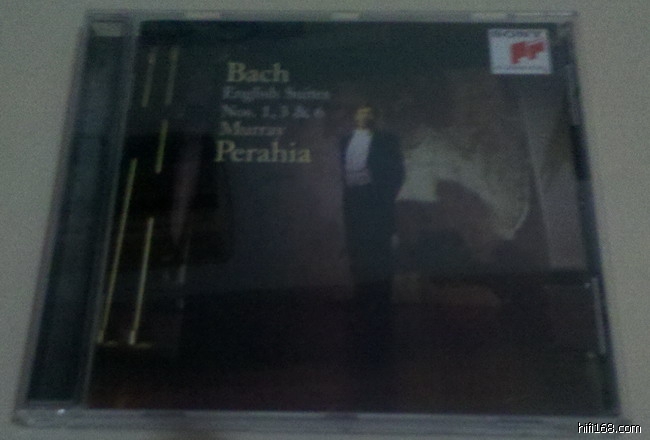 SONY
Bach
English Suites
Nos. 1, 3 & 6
Murray
Perahia
hifi168.com